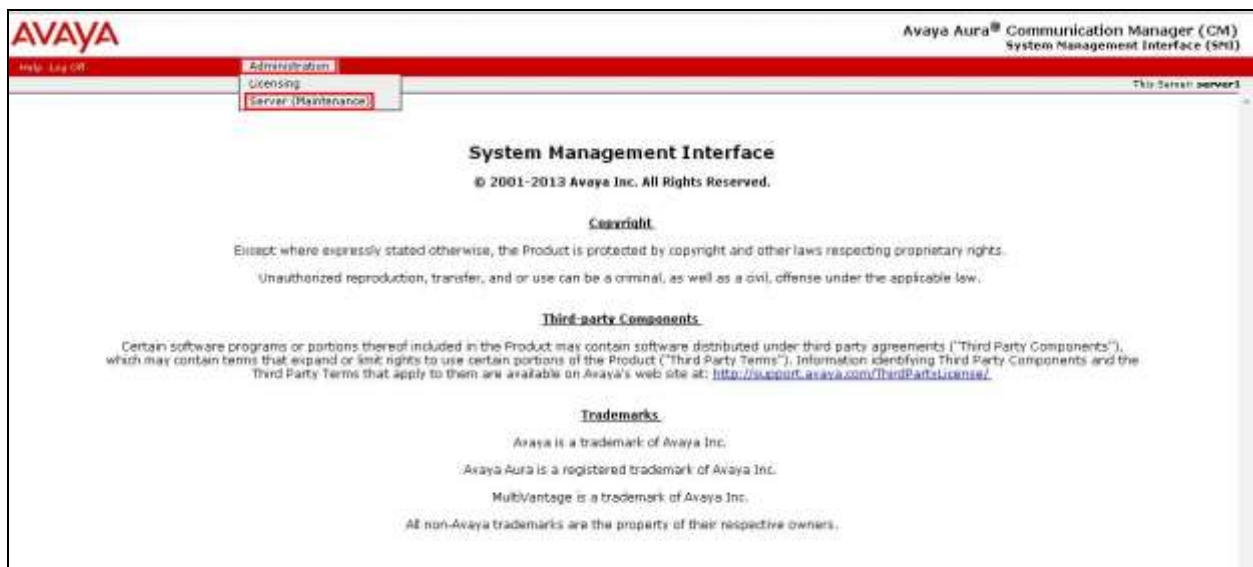 AVAYA
Avaya Aura® Communication Manager (CM)
System Management Interface (SMI)
Help Log Off
Administration
Licensing
Server (Maintenance)
This Server: server1
System Management Interface
© 2001-2013 Avaya Inc. All Rights Reserved.
Copyright
Except where expressly stated otherwise, the Product is protected by copyright and other laws respecting proprietary rights.
Unauthorized reproduction, transfer, and or use can be a criminal, as well as a civil, offense under the applicable law.
Third-party Components
Certain software programs or portions thereof included in the Product may contain software distributed under third party agreements ("Third Party Components"),
which may contain terms that expand or limit rights to use certain portions of the Product ("Third Party Terms"). Information identifying Third Party Components and the
Third Party Terms that apply to them are available on Avaya's web site at: http://support.avaya.com/ThirdPartyLicense/
Trademarks
Avaya is a trademark of Avaya Inc.
Avaya Aura is a registered trademark of Avaya Inc.
MultiVantage is a trademark of Avaya Inc.
All non-Avaya trademarks are the property of their respective owners.